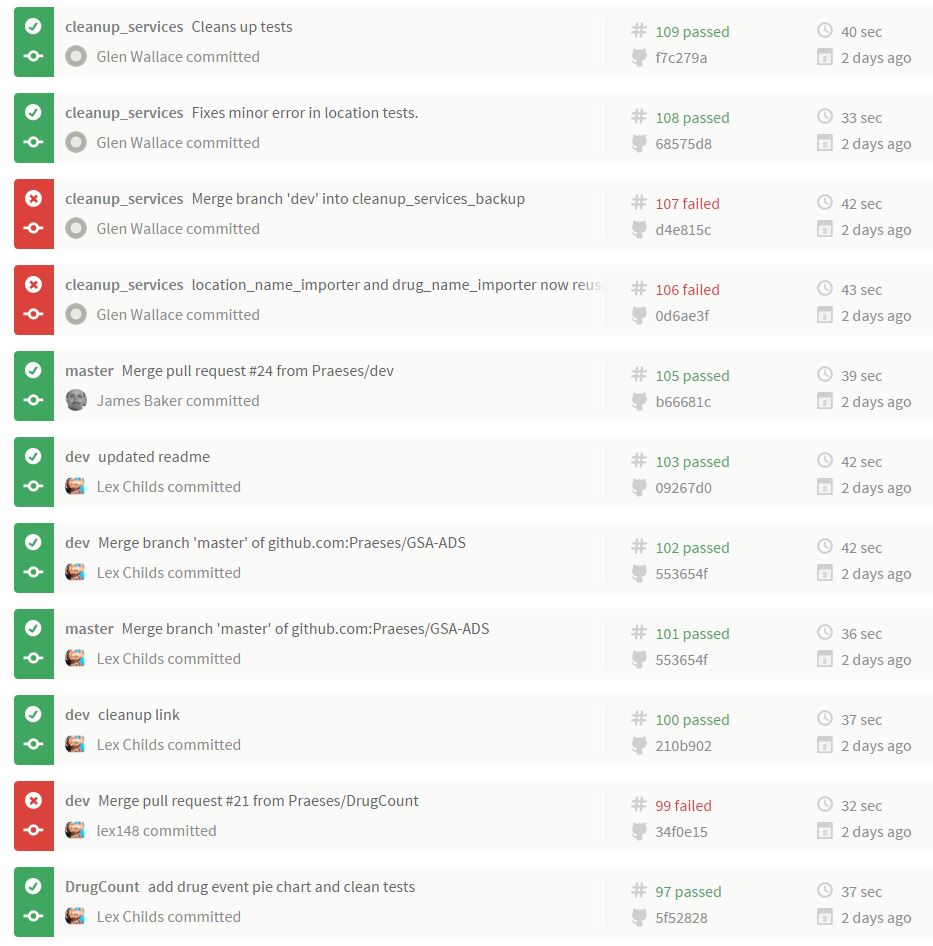 cleanup_services Cleans up tests
# 109 passed
40 sec
Glen Wallace committed
f7c279a
2 days ago
cleanup_services Fixes minor error in location tests.
# 108 passed
33 sec
Glen Wallace committed
68575d8
2 days ago
cleanup_services Merge branch 'dev' into cleanup_services_backup
# 107 failed
42 sec
Glen Wallace committed
d4e815c
2 days ago
cleanup_services location_name_importer and drug_name_importer now reus
# 106 failed
43 sec
Glen Wallace committed
0d6ae3f
2 days ago
master Merge pull request #24 from Praeses/dev
# 105 passed
39 sec
James Baker committed
b66681c
2 days ago
dev updated readme
# 103 passed
42 sec
Lex Childs committed
09267d0
2 days ago
dev Merge branch 'master' of github.com:Praeses/GSA-ADS
# 102 passed
42 sec
Lex Childs committed
553654f
2 days ago
master Merge branch 'master' of github.com:Praeses/GSA-ADS
# 101 passed
36 sec
Lex Childs committed
553654f
2 days ago
dev cleanup link
# 100 passed
37 sec
Lex Childs committed
210b902
2 days ago
dev Merge pull request #21 from Praeses/DrugCount
# 99 failed
32 sec
lex148 committed
34f0e15
2 days ago
DrugCount add drug event pie chart and clean tests
# 97 passed
37 sec
Lex Childs committed
5f52828
2 days ago